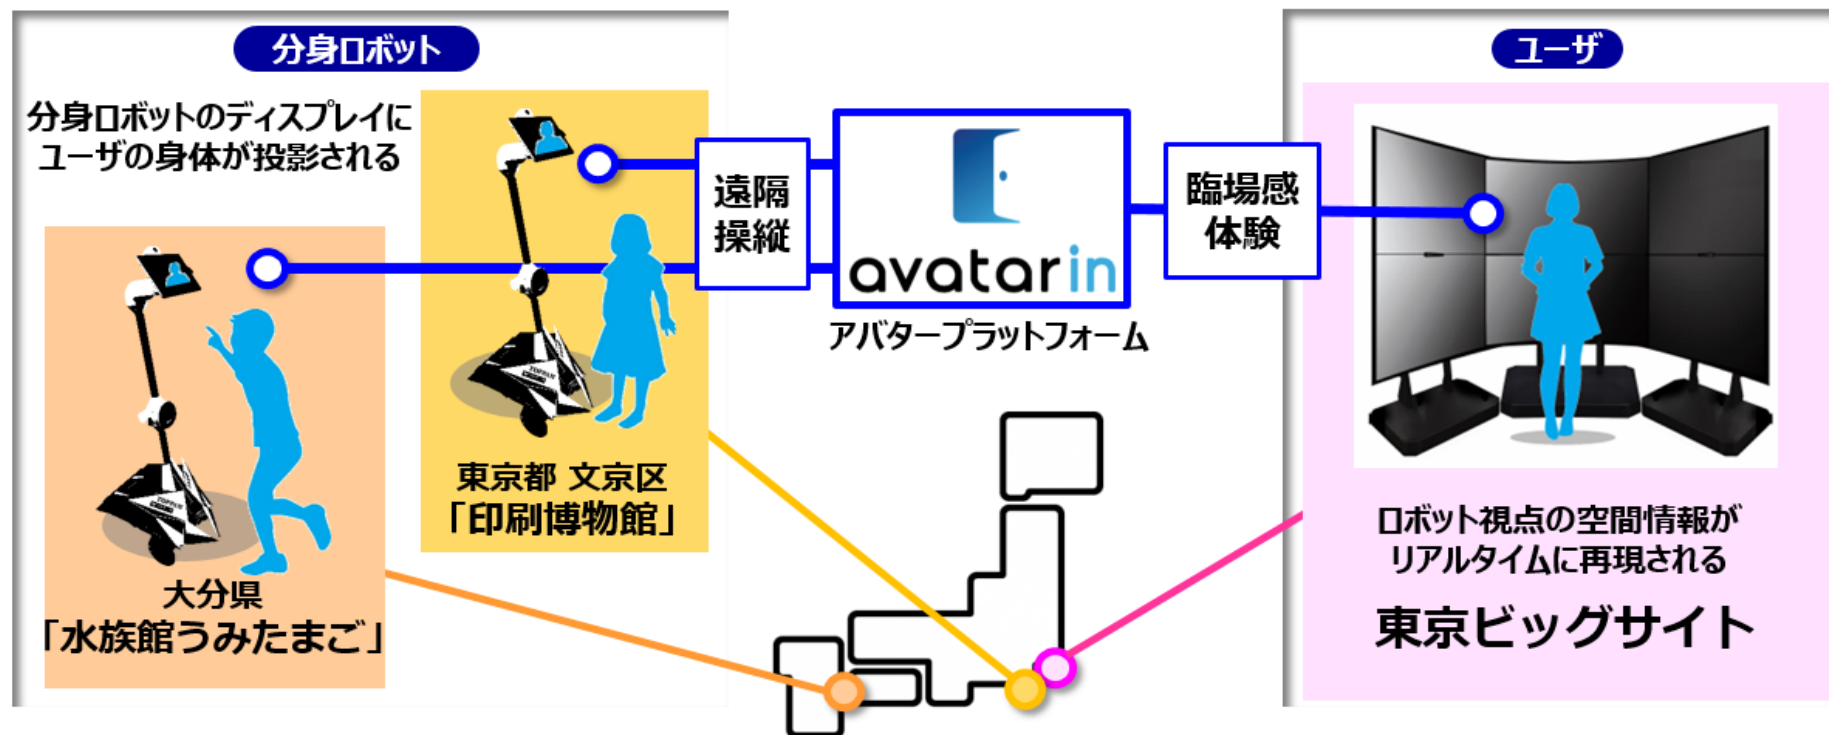 分身ロボット
分身ロボットのディスプレイに
ユーザの身体が投影される
TOPPAN
大分県
「水族館うみたまご」
TOPPAN
東京都 文京区
「印刷博物館」
遠隔
操縦
avatarin
アバタープラットフォーム
臨場感
体験
ユーザ
ロボット視点の空間情報が
リアルタイムに再現される
東京ビッグサイト